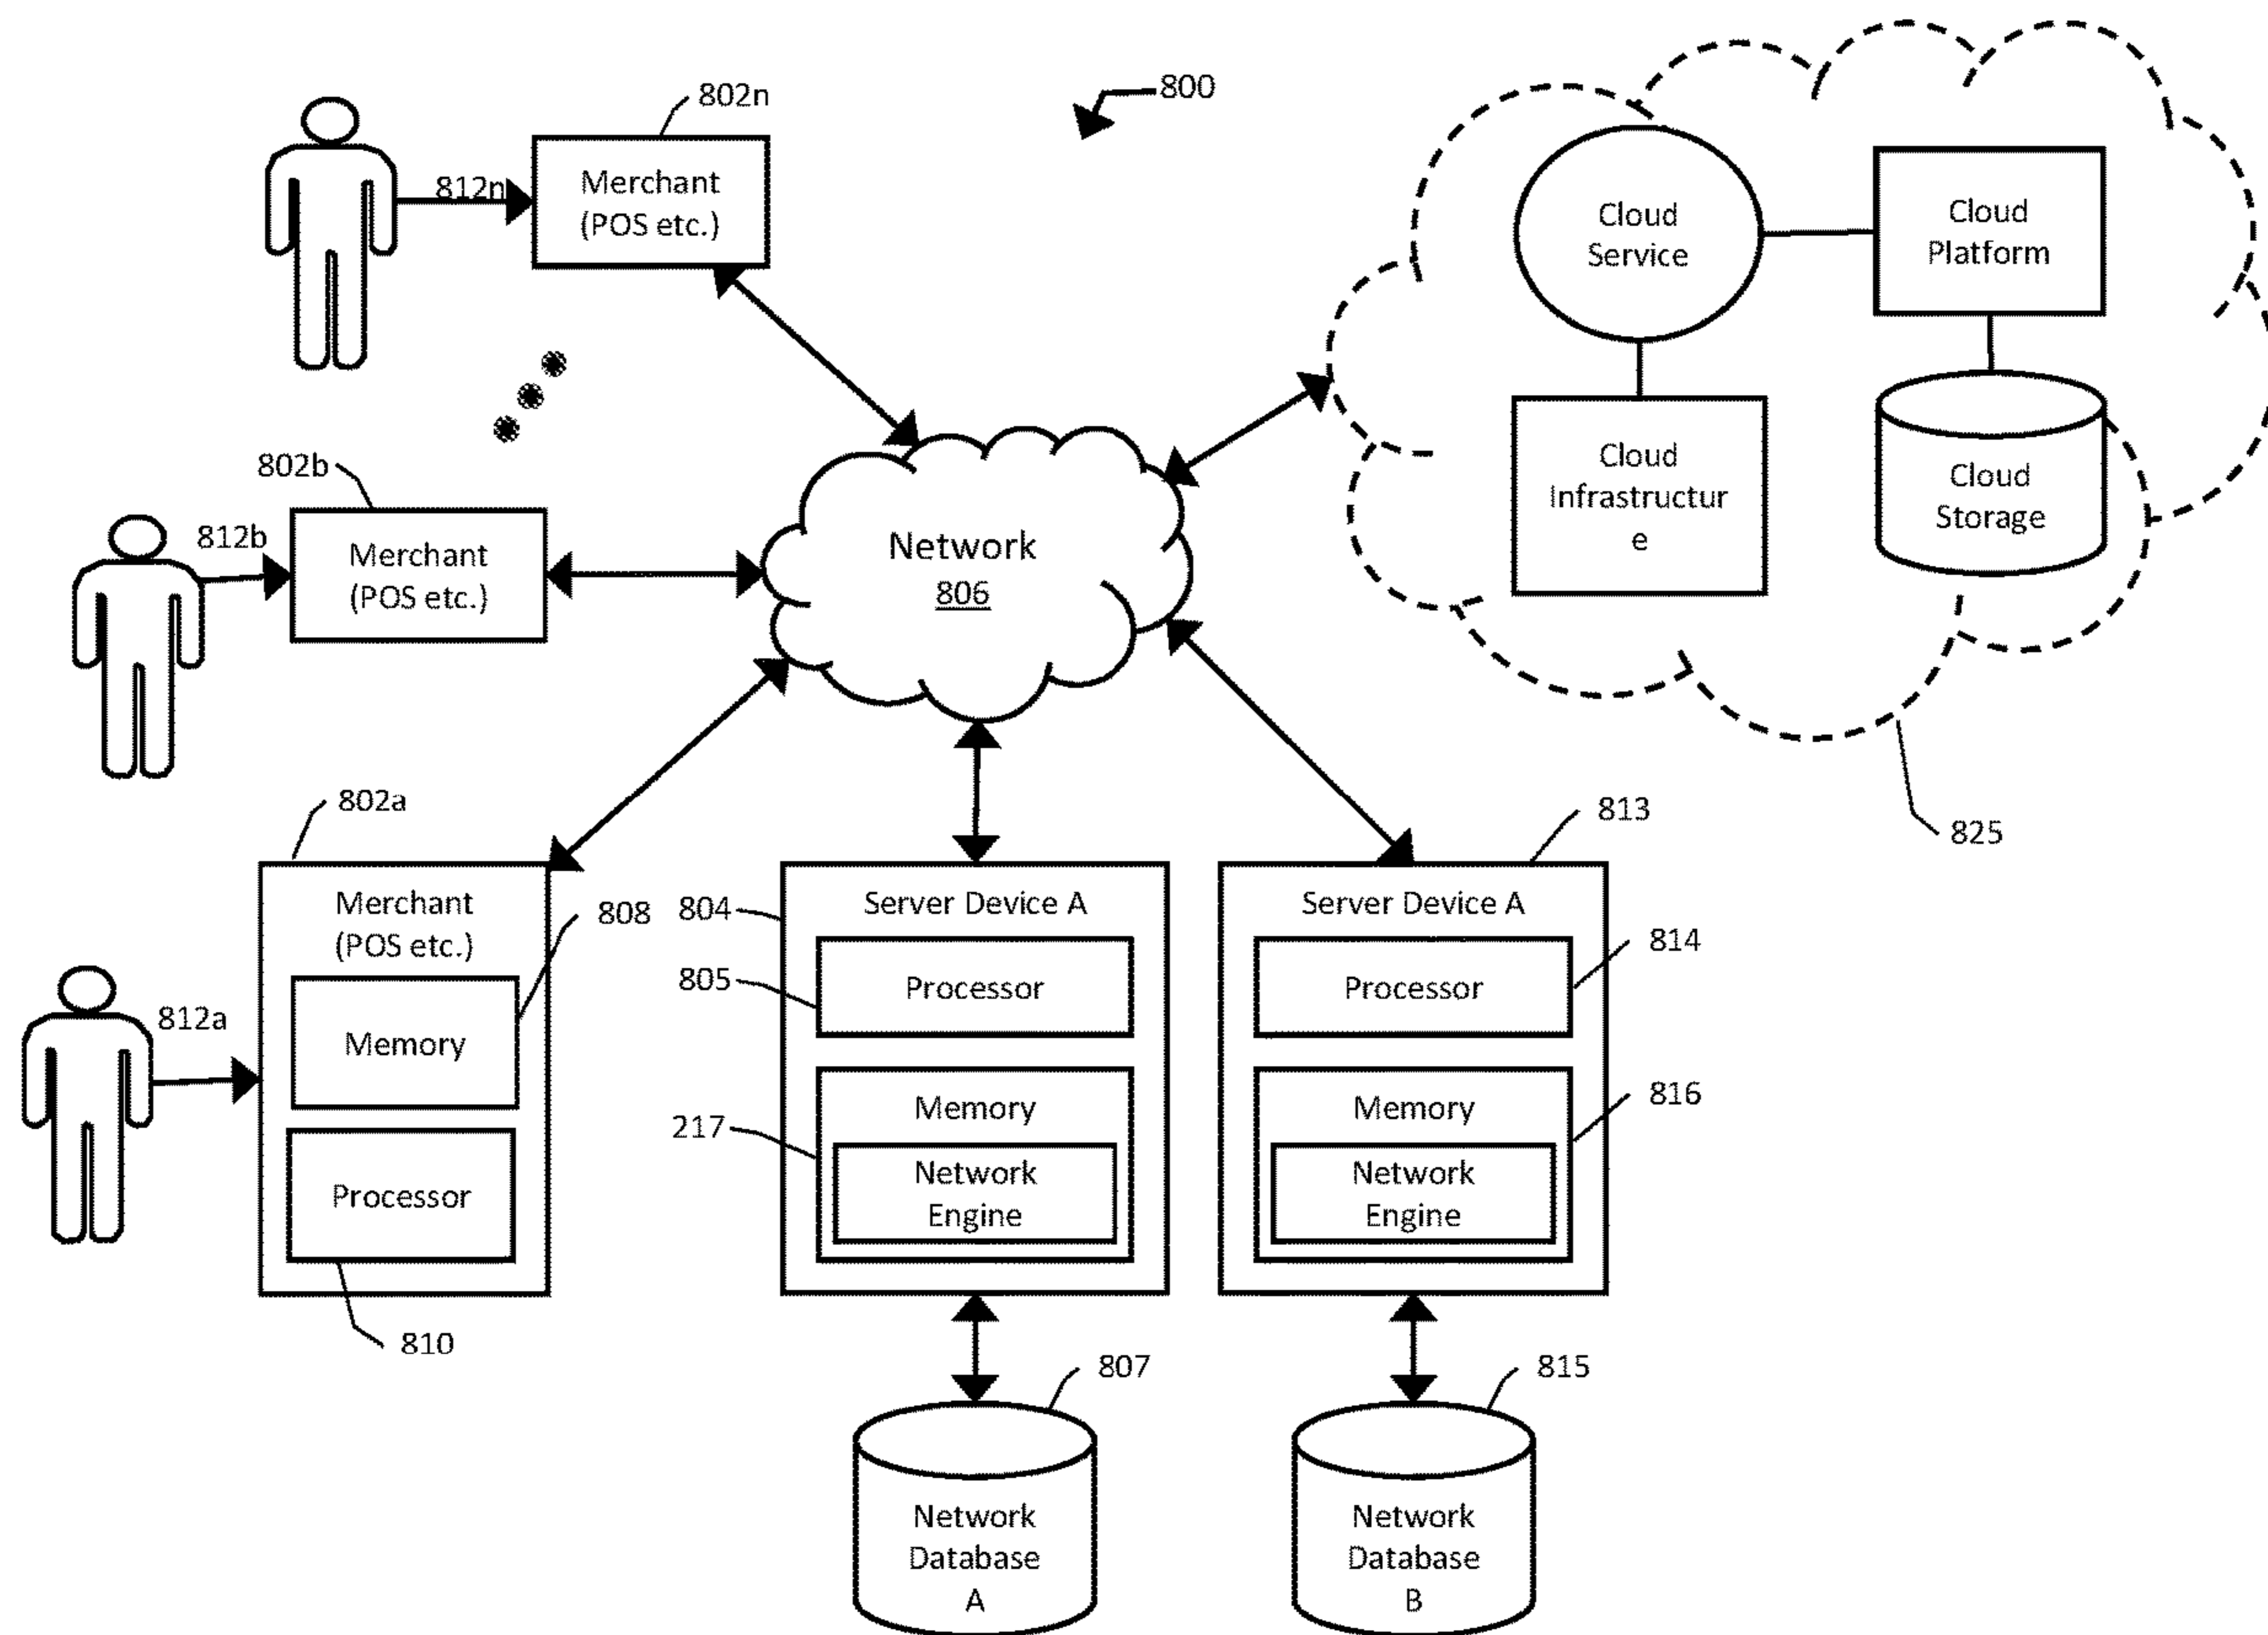 800
802n
812n
Merchant
(POS etc.)
Cloud
Service
Cloud
Platform
Cloud
Infrastructur
e
Cloud
Storage
825
802b
812b
Merchant
(POS etc.)
Network
806
802a
812a
Merchant
(POS etc.)
808
Memory
Processor
810
804
Server Device A
805
Processor
217
Memory
Network
Engine
813
Server Device A
814
Processor
816
Memory
Network
Engine
807
Network
Database
A
815
Network
Database
B